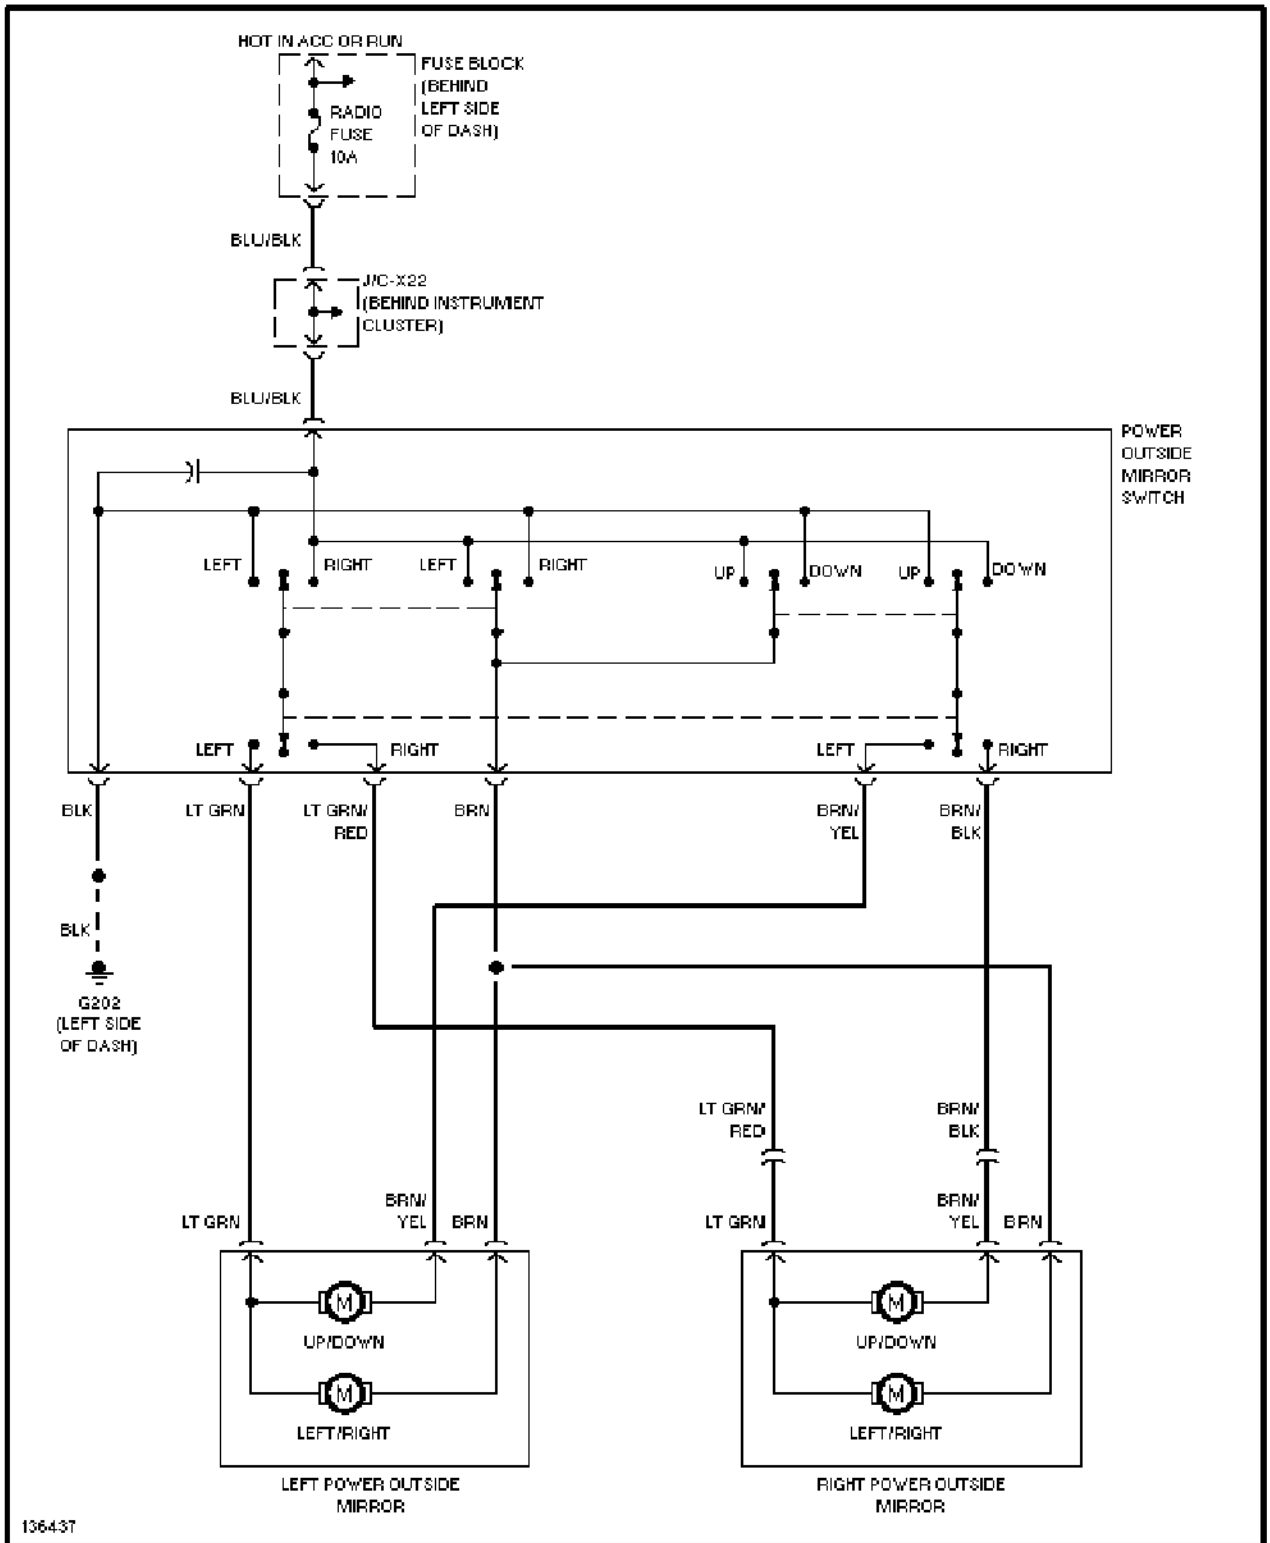 HOT IN ACC OR RUN
FUSE BLOCK
(BEHIND
LEFT SIDE
OF DASH)
RADIO
FUSE
10A
BLU/BLK
J/C-X22
(BEHIND INSTRUMENT
CLUSTER)
BLU/BLK
POWER
OUTSIDE
MIRROR
SWITCH
LEFT
RIGHT
LEFT
RIGHT
UP
DOWN
UP
DOWN
LEFT
RIGHT
LEFT
RIGHT
BLK
LT GRN
LT GRN/
RED
BRN
BRN/
YEL
BRN/
BLK
BLK
G202
(LEFT SIDE
OF DASH)
LT GRN/
RED
BRN/
BLK
LT GRN
BRN/
YEL
BRN
LT GRN
BRN/
YEL
BRN
M
UP/DOWN
M
LEFT/RIGHT
M
UP/DOWN
M
LEFT/RIGHT
LEFT POWER OUTSIDE
MIRROR
RIGHT POWER OUTSIDE
MIRROR
136437